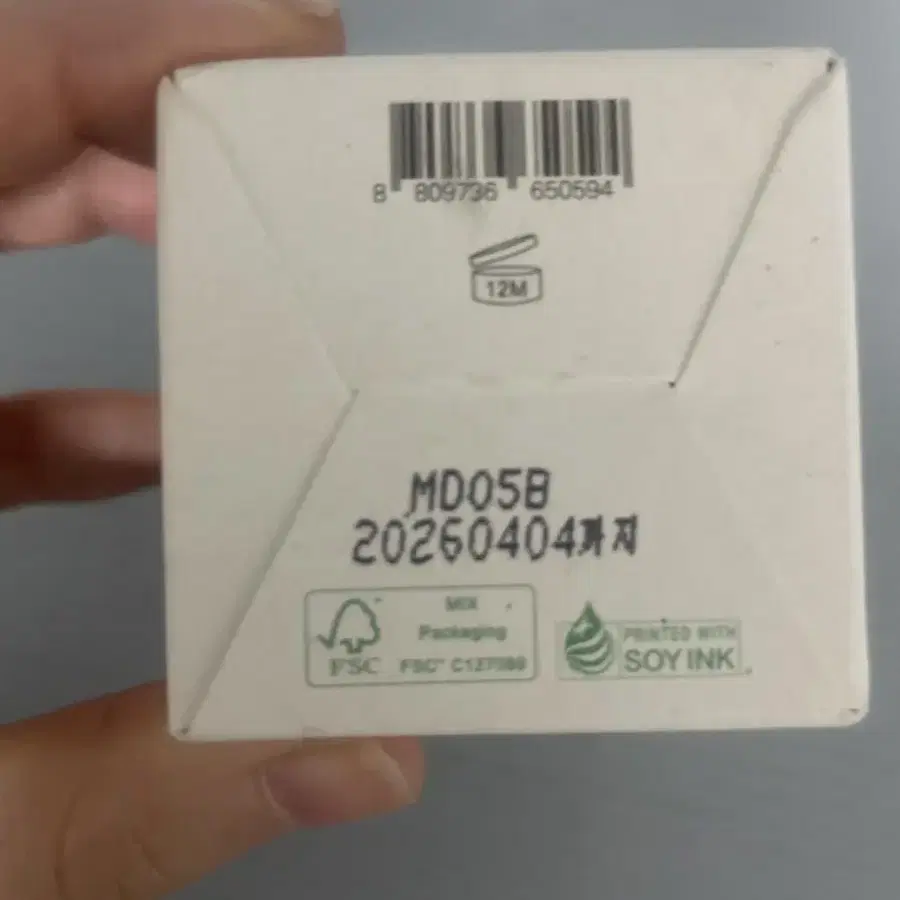 8 809736 650594
12M
MD05B
20260404까지
MIX
Packaging
FSC
FSC™
PRINTED WITH
SOY INK